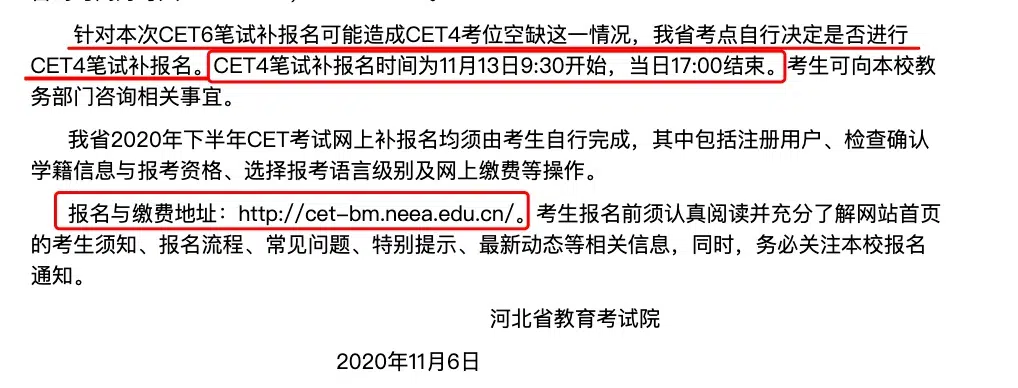 针对本次CET6笔试补报名可能造成CET4考位空缺这一情况，我省考点自行决定是否进行
CET4笔试补报名。CET4笔试补报名时间为11月13日9:30开始，当日17:00结束。考生可向本校教
务部门咨询相关事宜。
我省2020年下半年CET考试网上补报名均须由考生自行完成，其中包括注册用户、检查确认
学籍信息与报考资格、选择报考语言级别及网上缴费等操作。
报名与缴费地址：http://cet-bm.neea.edu.cn/。考生报名前须认真阅读并充分了解网站首页
的考生须知、报名流程、常见问题、特别提示、最新动态等相关信息，同时，务必关注本校报名
通知。
河北省教育考试院
2020年11月6日